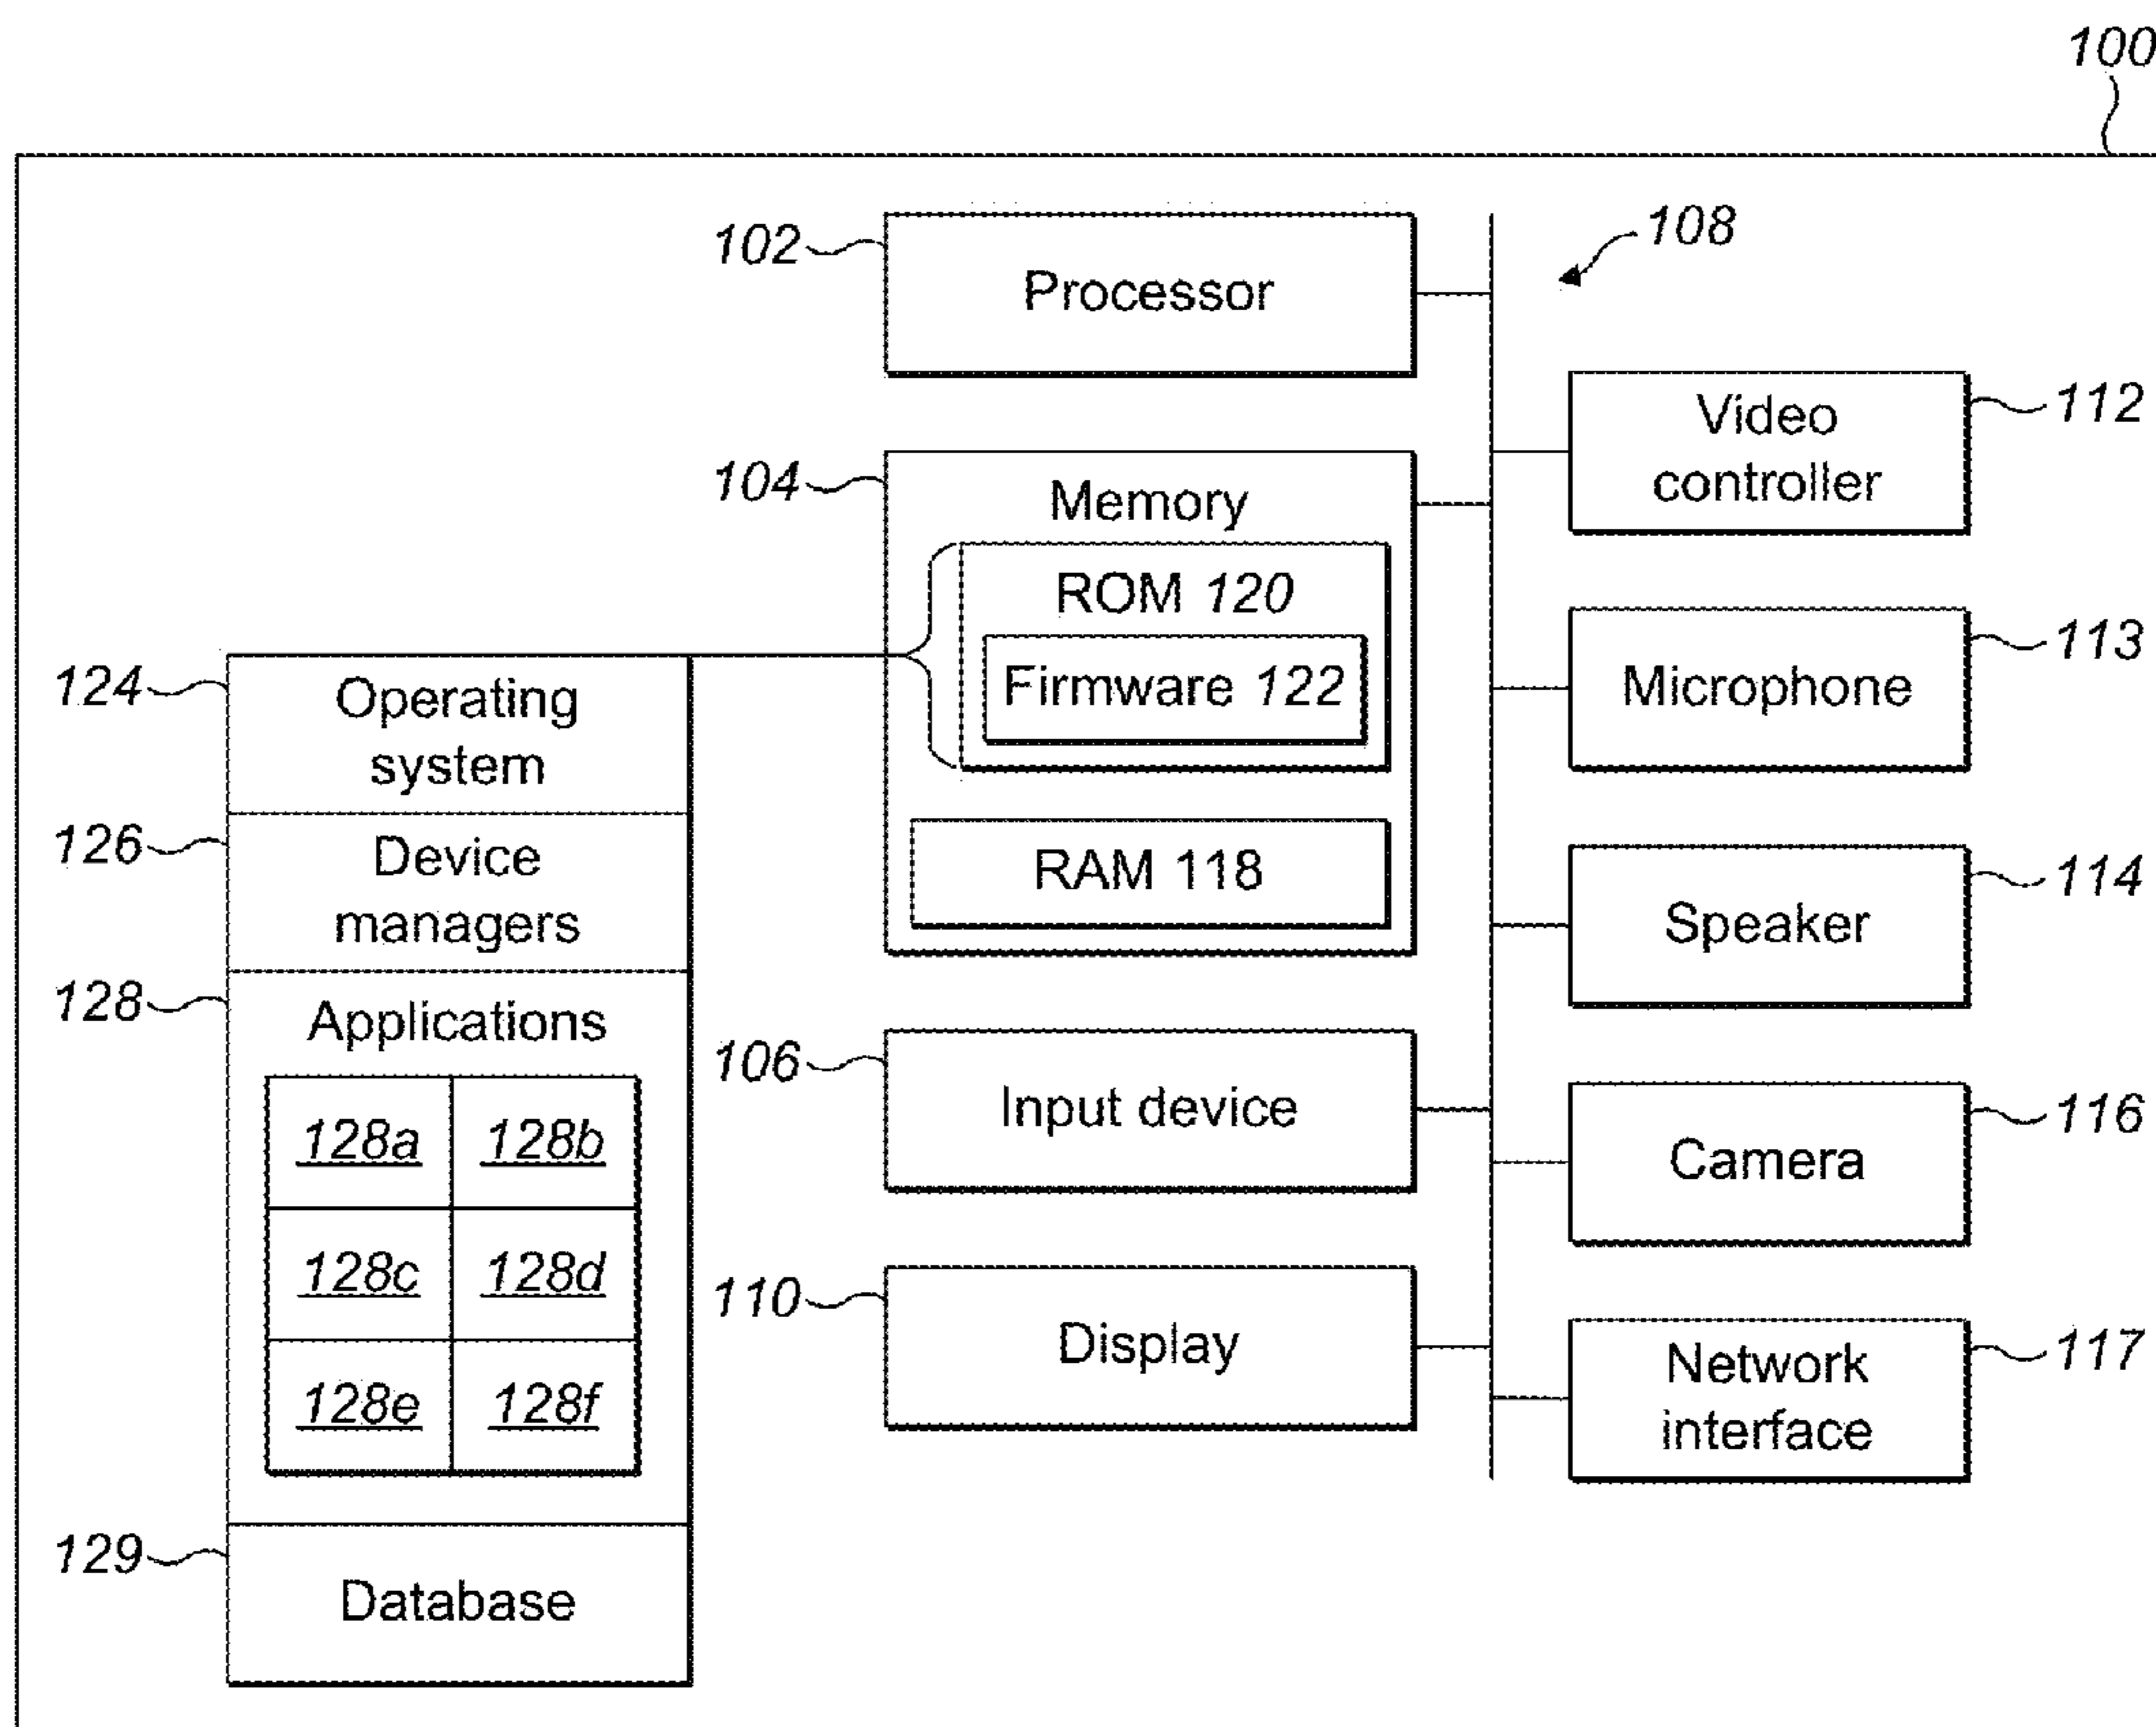 100
102
Processor
108
112
Video
controller
104
Memory
ROM 120
Firmware 122
RAM 118
113
Microphone
124
Operating
system
126
Device
managers
114
Speaker
128
Applications
128a 128b
128c 128d
128e 128f
106
Input device
116
Camera
110
Display
117
Network
interface
129
Database